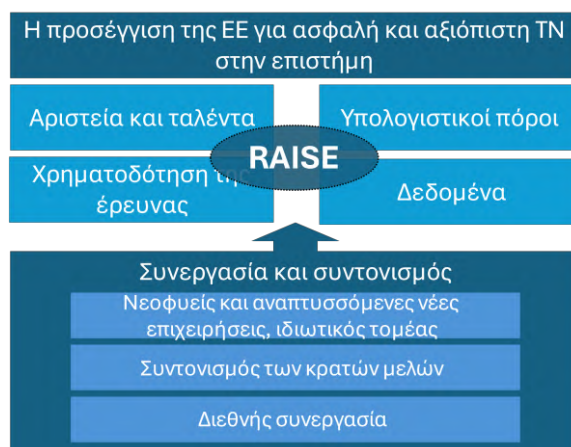 Η προσέγγιση της ΕΕ για ασφαλή και αξιόπιστη ΤΝ
στην επιστήμη
Αριστεία και ταλέντα
Υπολογιστικοί πόροι
RAISE
Χρηματοδότηση της
έρευνας
Δεδομένα
Συνεργασία και συντονισμός
Νεοφυείς και αναπτυσσόμενες νέες
επιχειρήσεις, ιδιωτικός τομέας
Συντονισμός των κρατών μελών
Διεθνής συνεργασία